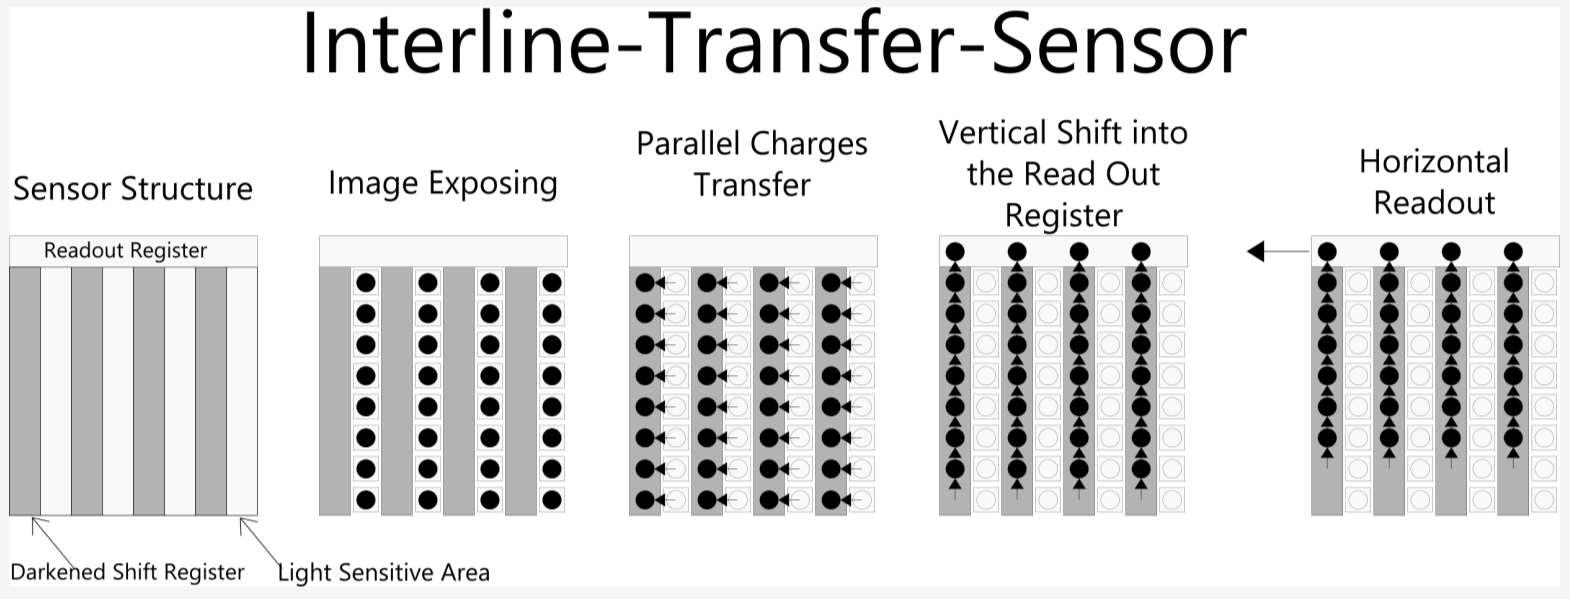 Interline-Transfer-Sensor
Sensor Structure
Image Exposing
Parallel Charges
Transfer
Vertical Shift into
the Read Out
Register
Horizontal
Readout
Readout Register
Darkened Shift Register
Light Sensitive Area